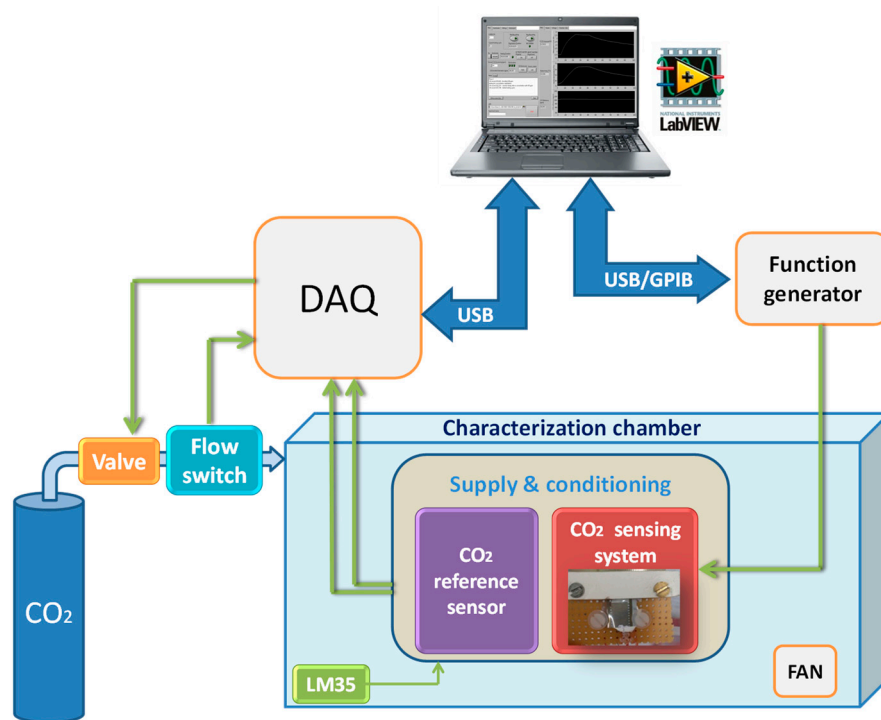 NATIONAL INSTRUMENTS
LabVIEW
DAQ
USB
USB/GPIB
Function
generator
Characterization chamber
Valve
Flow
switch
Supply & conditioning
CO2
reference
sensor
CO2 sensing
system
CO2
LM35
FAN